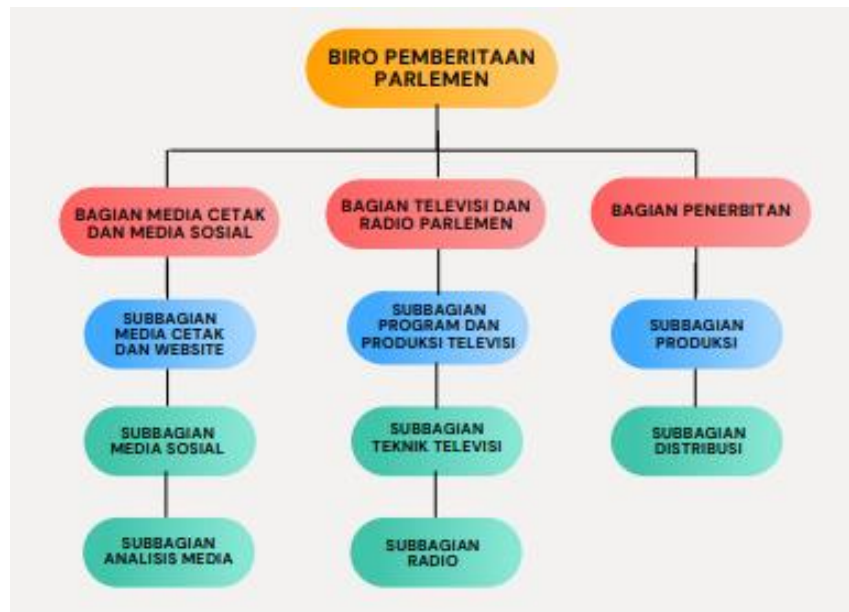 BIRO PEMBERITAAN
PARLEMEN
BAGIAN MEDIA CETAK
DAN MEDIA SOSIAL
BAGIAN TELEVISI DAN
RADIO PARLEMEN
BAGIAN PENERBITAN
SUBBAGIAN
MEDIA CETAK
DAN WEBSITE
SUBBAGIAN
PROGRAM DAN
PRODUKSI TELEVISI
SUBBAGIAN
PRODUKSI
SUBBAGIAN
MEDIA SOSIAL
SUBBAGIAN
TEKNIK TELEVISI
SUBBAGIAN
DISTRIBUSI
SUBBAGIAN
ANALISIS MEDIA
SUBBAGIAN
RADIO